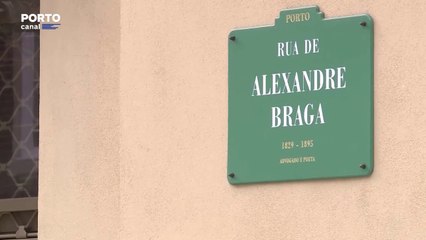 PORTO
canal
PORTO
RUA DE
ALEXANDRE
BRAGA
1829 - 1895
ADVOGADO E POETA